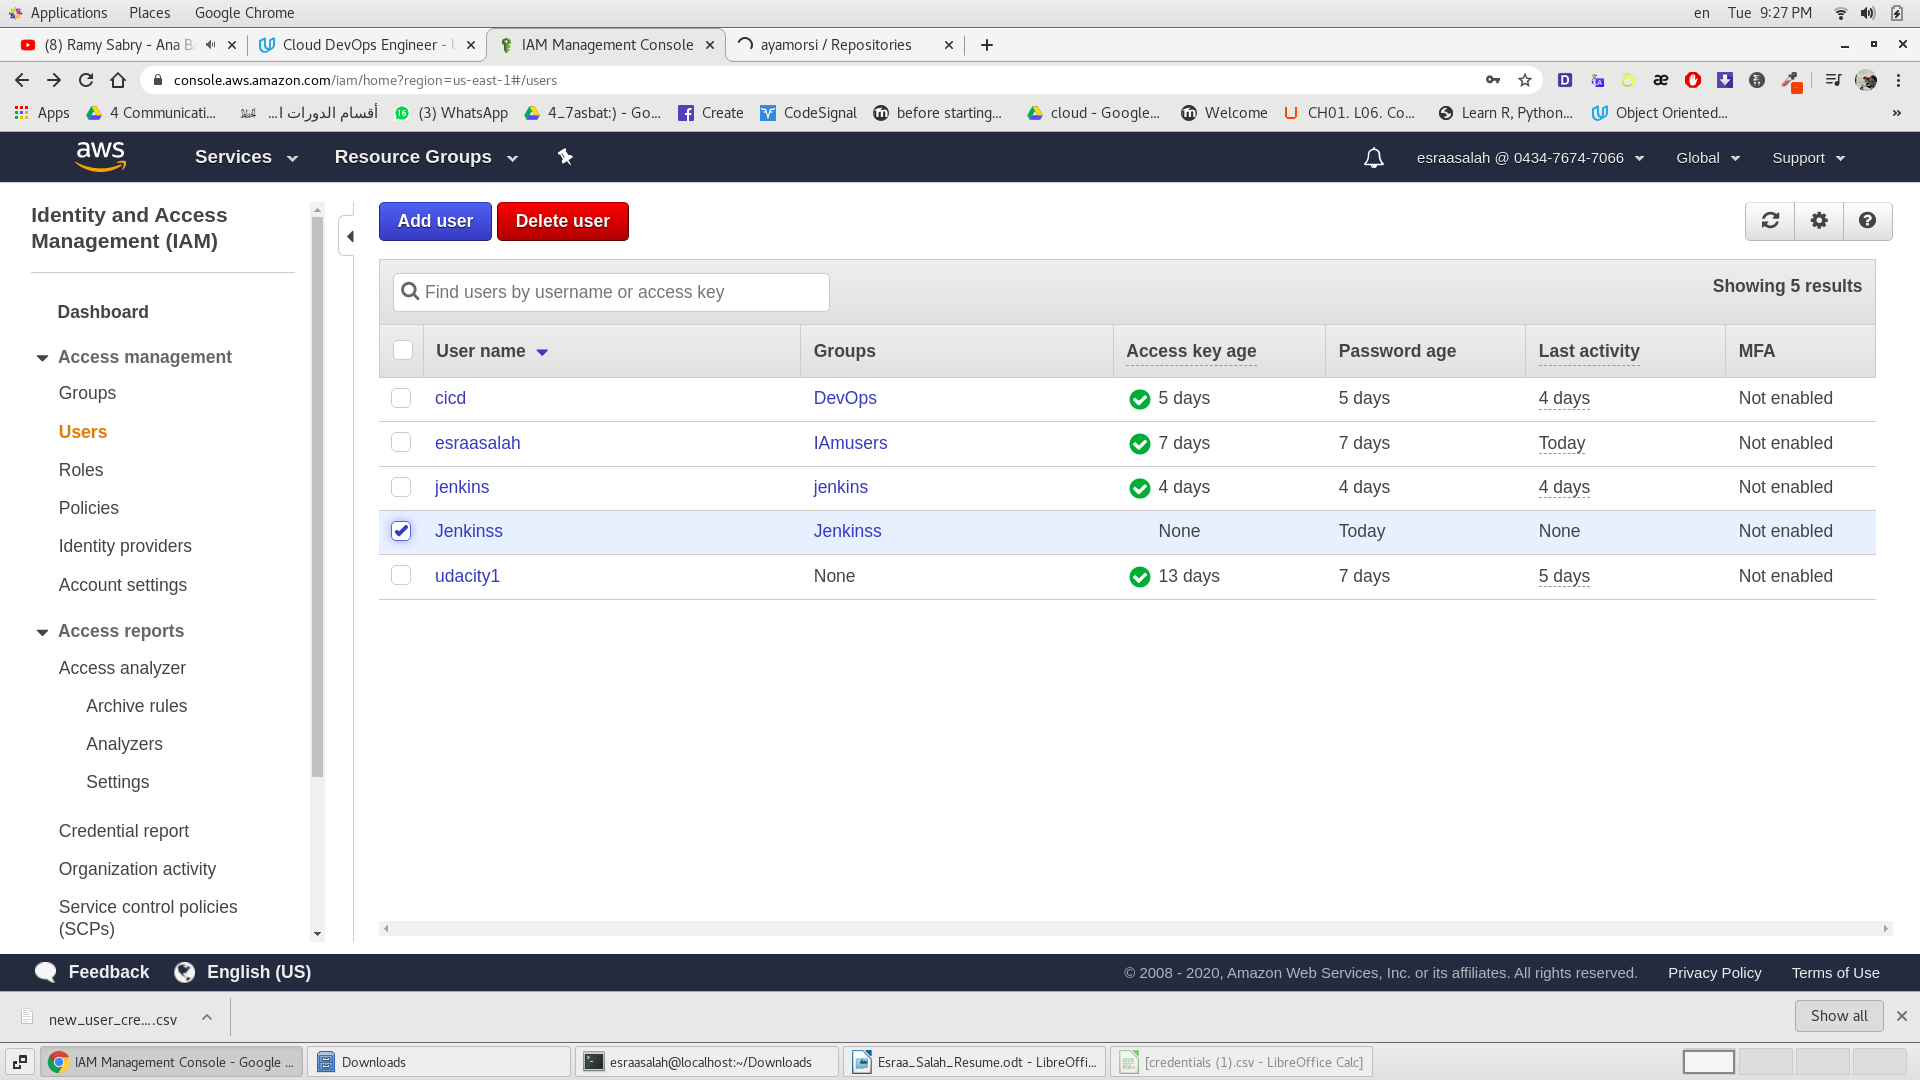 Applications Places Google Chrome en Tue 9:27 PM
(8) Ramy Sabry - Ana B Cloud DevOps Engineer - IAM Management Console ayamorsi / Repositories
console.aws.amazon.com/iam/home?region=us-east-1#/users
Apps 4 Communicati... أقسام الدورات ا... (3) WhatsApp 4_7asbat:) - Go... Create CodeSignal before starting... cloud - Google... Welcome CH01. L06. Co... Learn R, Python... Object Oriented... »
aws Services Resource Groups esraasalah @ 0434-7674-7066 Global Support
Identity and Access
Management (IAM)
Dashboard
Access management
Groups
Users
Roles
Policies
Identity providers
Account settings
Access reports
Access analyzer
Archive rules
Analyzers
Settings
Credential report
Organization activity
Service control policies
(SCPs)
Add user Delete user
Find users by username or access key Showing 5 results
User name Groups Access key age Password age Last activity MFA
cicd DevOps 5 days 5 days 4 days Not enabled
esraasalah IAmusers 7 days 7 days Today Not enabled
jenkins jenkins 4 days 4 days 4 days Not enabled
Jenkinss Jenkinss None Today None Not enabled
udacity1 None 13 days 7 days 5 days Not enabled
Feedback English (US) © 2008 - 2020, Amazon Web Services, Inc. or its affiliates. All rights reserved. Privacy Policy Terms of Use
new_user_cre....csv Show all
IAM Management Console - Google ... Downloads esraasalah@localhost:~/Downloads Esraa_Salah_Resume.odt - LibreOffi... [credentials (1).csv - LibreOffice Calc]